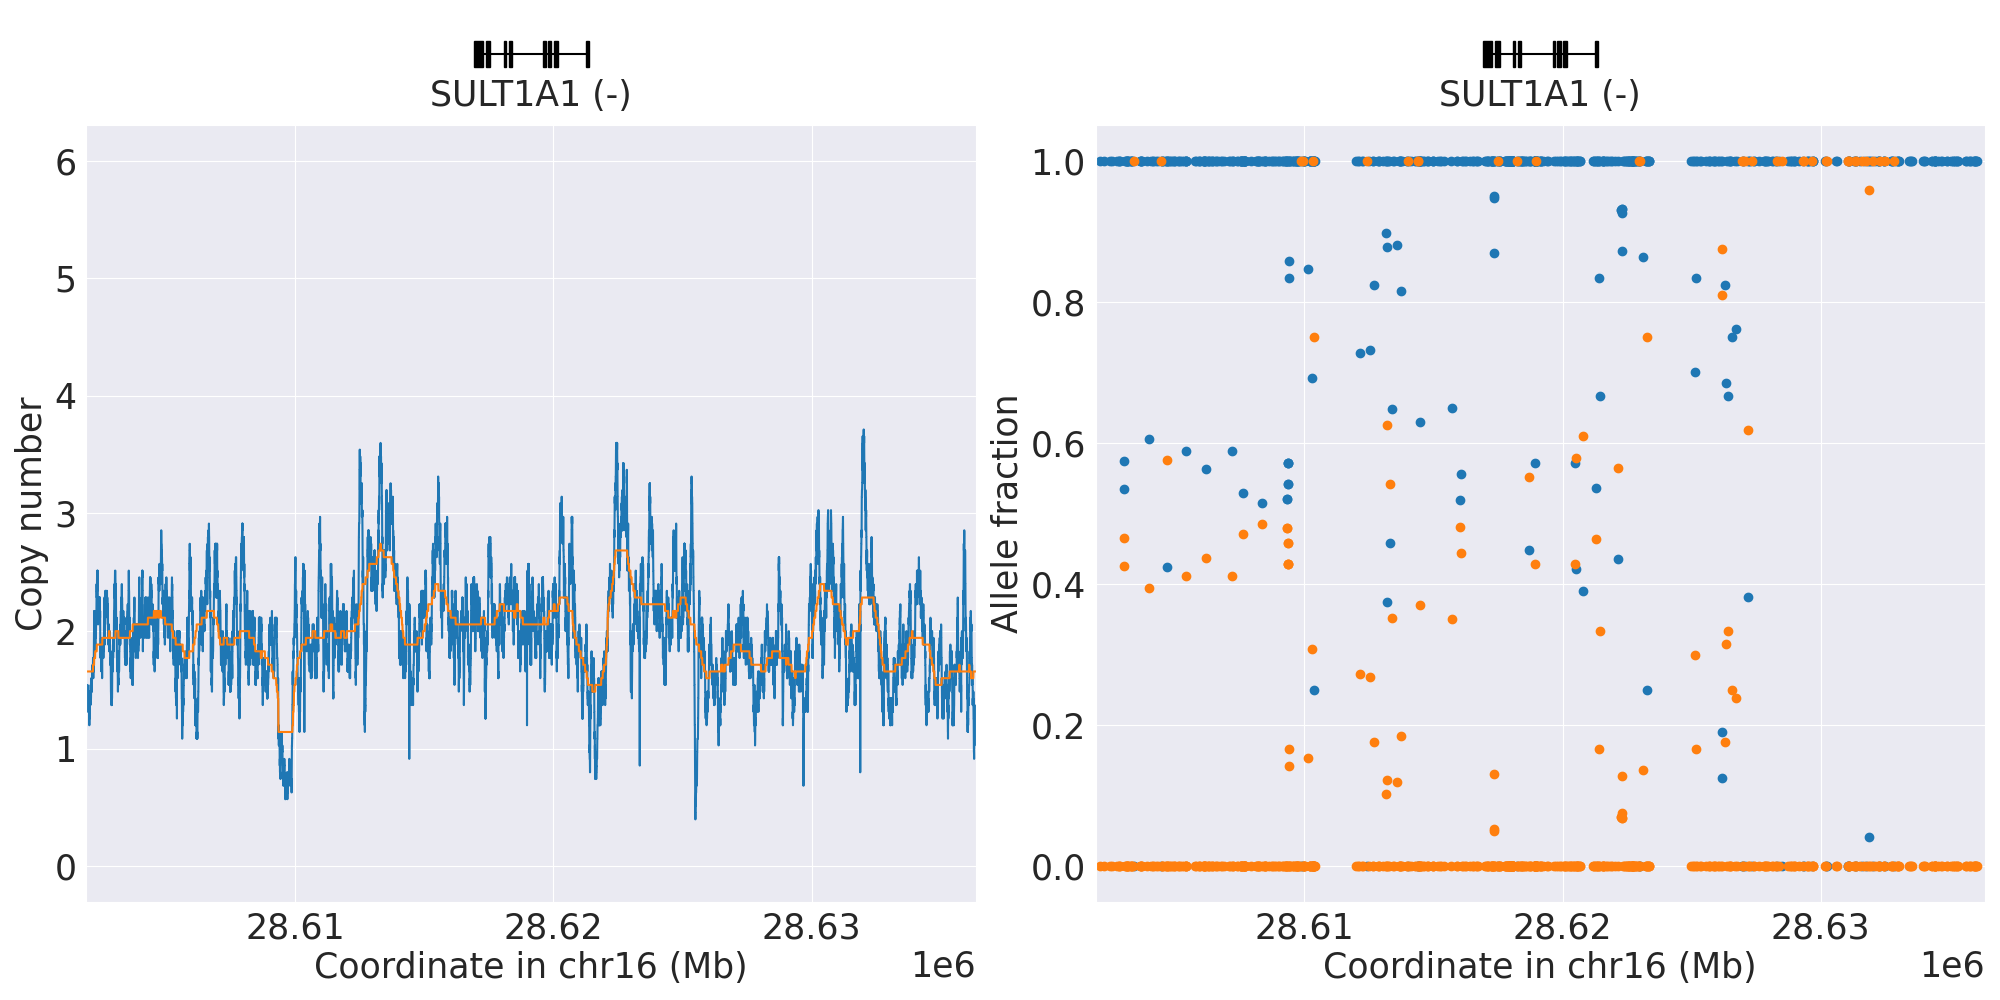 SULT1A1 (-)
Copy number
6
5
4
3
2
1
0
28.61
28.62
28.63
Coordinate in chr16 (Mb)
1e6
SULT1A1 (-)
Allele fraction
1.0
0.8
0.6
0.4
0.2
0.0
28.61
28.62
28.63
Coordinate in chr16 (Mb)
1e6